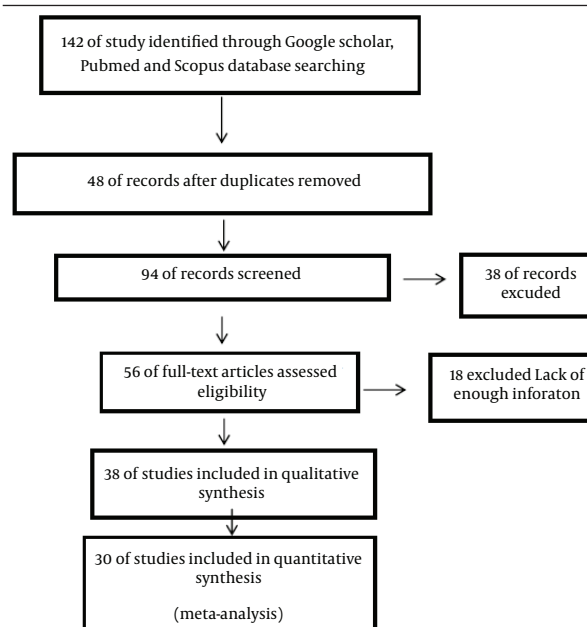 142 of study identified through Google scholar,
Pubmed and Scopus database searching
48 of records after duplicates removed
94 of records screened
38 of records
excuded
56 of full-text articles assessed
eligibility
18 excluded Lack of
enough inforaton
38 of studies included in qualitative
synthesis
30 of studies included in quantitative
synthesis
(meta-analysis)